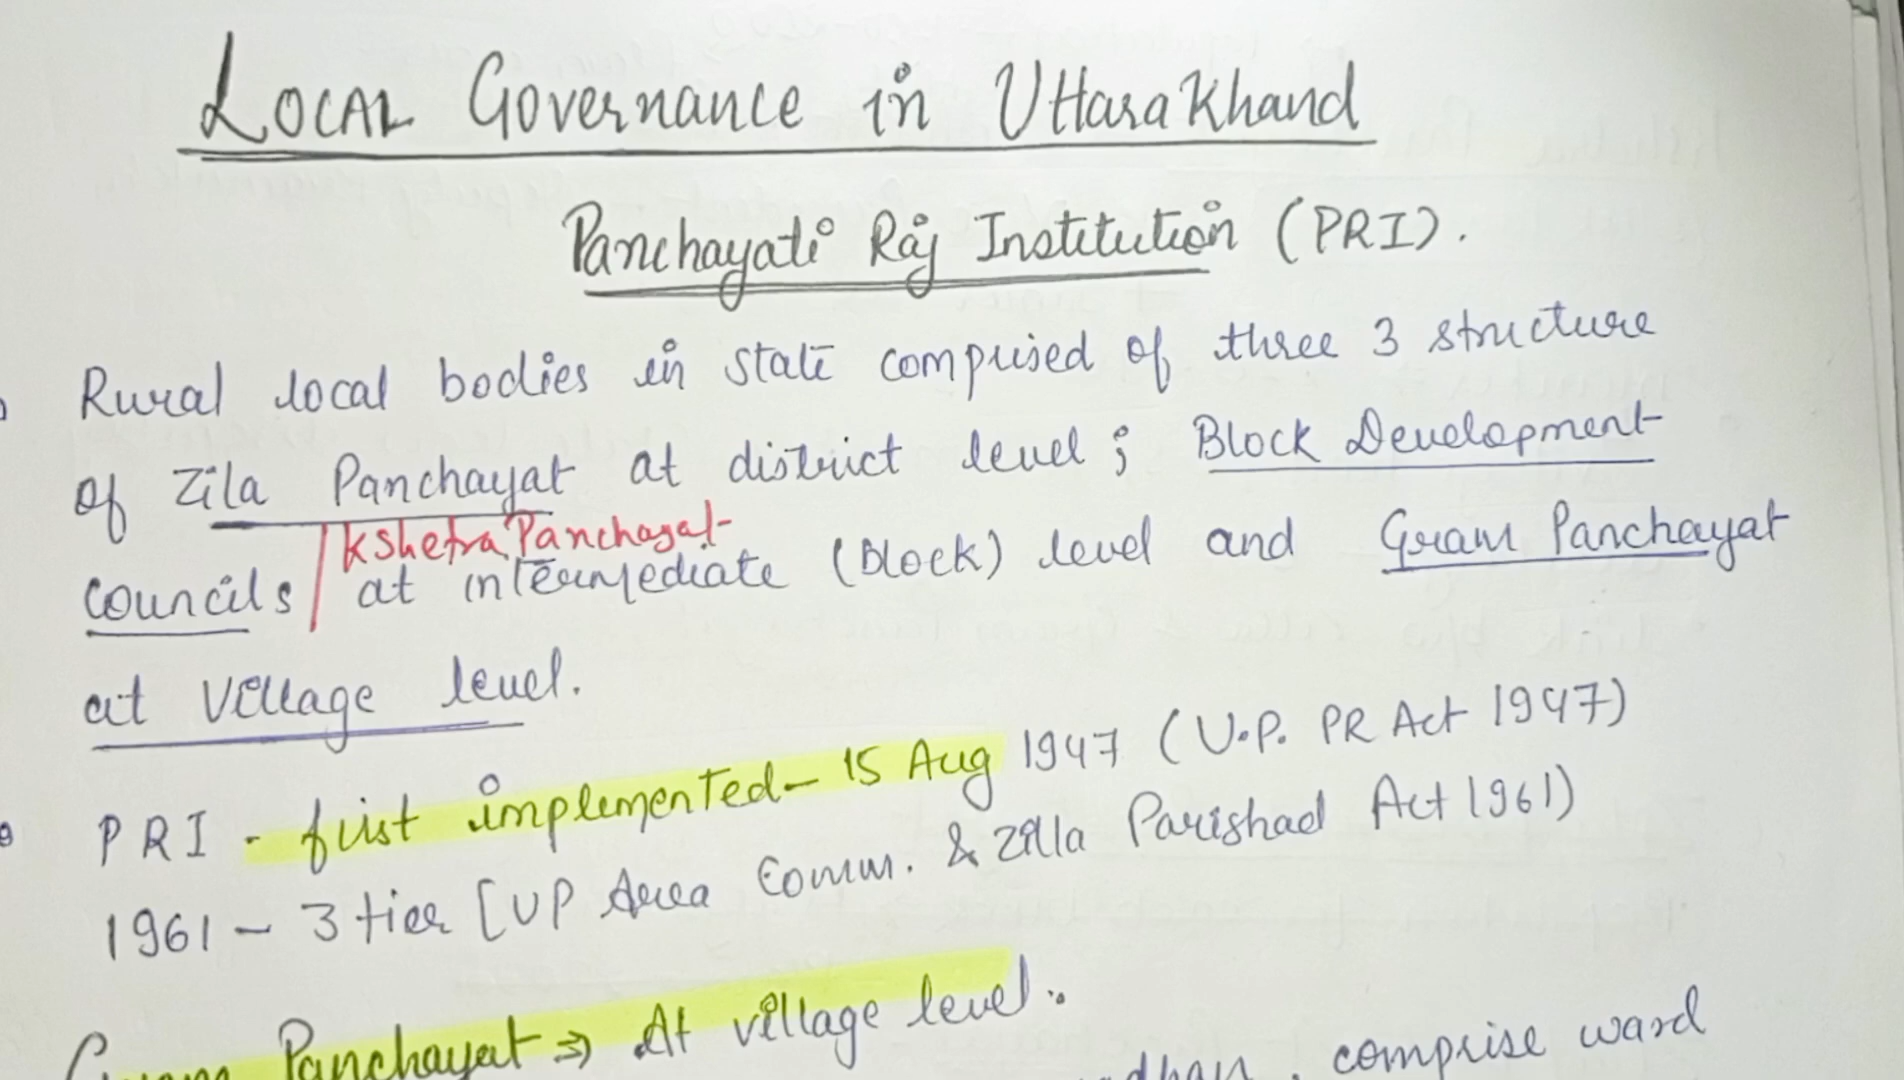 LOCAL Governance in Uttarakhand
Panchayati Raj Institution (PRI).
Rural local bodies in state comprised of three 3 structure
of Zila Panchayat at district level; Block Development
Kshetra Panchayat
councils / at intermediate (Block) level and Gram Panchayat
at village level.
PRI - first implemented - 15 Aug 1947 (U.P. PR Act 1947)
1961 - 3 tier [UP Area Comm. & Zilla Parishad Act 1961)
Gram Panchayat => At village level.
comprise ward